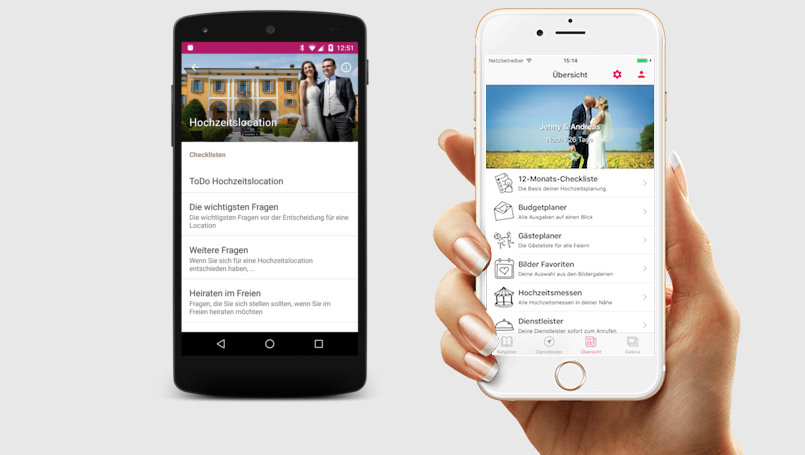 12:51
Hochzeitslocation
Checklisten
ToDo Hochzeitslocation
Die wichtigsten Fragen
Die wichtigsten Fragen vor der Entscheidung für eine
Location
Weitere Fragen
Wenn Sie sich für eine Hochzeitslocation
entschieden haben, ...
Heiraten im Freien
Fragen, die Sie sich stellen sollten, wenn Sie im
Freien heiraten möchten
Netzbetreiber
15:14
Übersicht
Jenny & Andreas
Noch 26 Tage
12-Monats-Checkliste
Die Basis deiner Hochzeitsplanung
Budgetplaner
Alle Ausgaben auf einen Blick
Gästeplaner
Die Gästeliste für alle Feiern
Bilder Favoriten
Deine Auswahl aus den Bildergalerien
Hochzeitsmessen
Alle Hochzeitsmessen in deiner Nähe
Dienstleister
Deine Dienstleister sofort zum Anrufen
Ratgeber
Dienstleister
Übersicht
Galerie